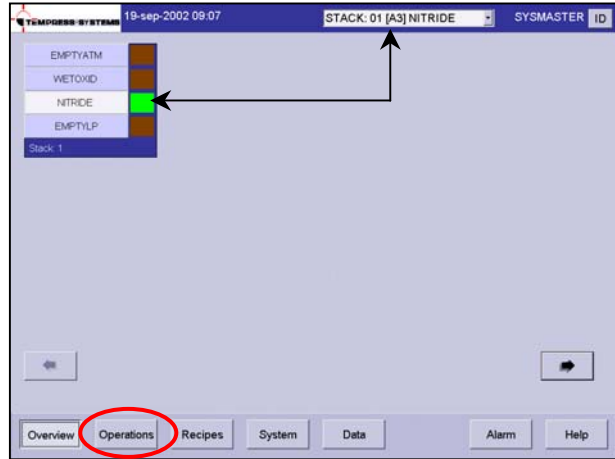 TEMPRESS SYSTEMS 19-sep-2002 09:07 STACK: 01 [A3] NITRIDE SYSMASTER ID
EMPTYATM
WETOXID
NITRIDE
EMPTYLP
Stack: 1
Overview Operations Recipes System Data Alarm Help